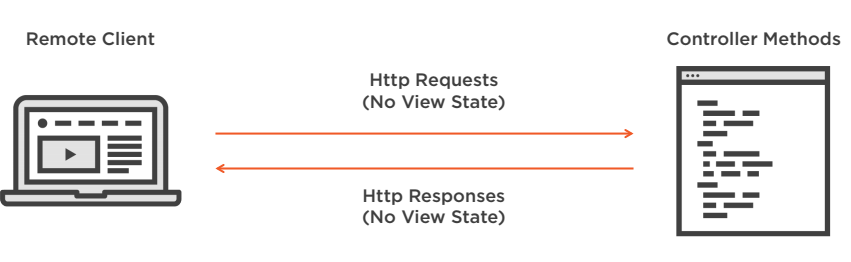 Remote Client
Controller Methods
Http Requests
(No View State)
Http Responses
(No View State)